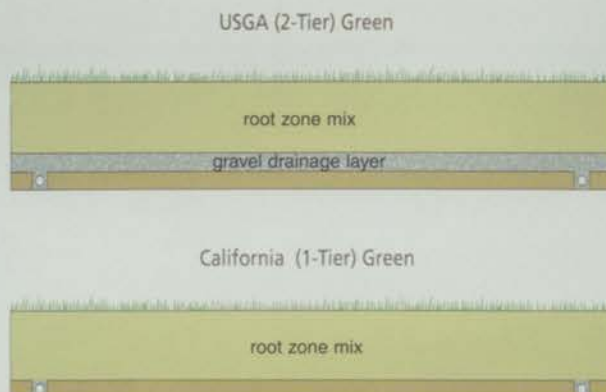 USGA (2-Tier) Green
root zone mix
gravel drainage layer
California (1-Tier) Green
root zone mix